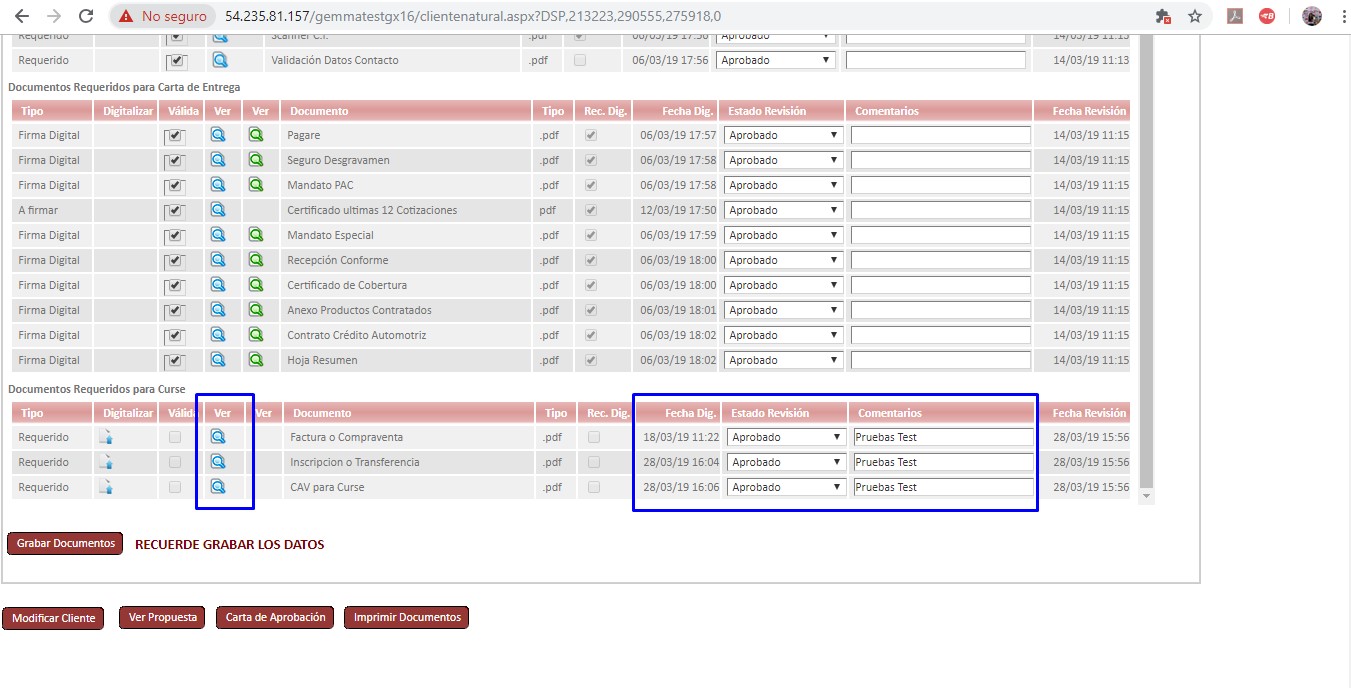 No seguro 54.235.81.157/gemmatestgx16/clientenatural.aspx?DSP,213223,290555,275918,0
Requerido Scanner C.I. .pdf 06/03/19 17:56 Aprobado 14/03/19 11:13
Requerido Validación Datos Contacto .pdf 06/03/19 17:56 Aprobado 14/03/19 11:13
Documentos Requeridos para Carta de Entrega
Tipo Digitalizar Válida Ver Ver Documento Tipo Rec. Dig. Fecha Dig. Estado Revisión Comentarios Fecha Revisión
Firma Digital Pagare .pdf 06/03/19 17:57 Aprobado 14/03/19 11:15
Firma Digital Seguro Desgravamen .pdf 06/03/19 17:58 Aprobado 14/03/19 11:15
Firma Digital Mandato PAC .pdf 06/03/19 17:58 Aprobado 14/03/19 11:15
A firmar Certificado ultimas 12 Cotizaciones pdf 12/03/19 17:50 Aprobado 14/03/19 11:15
Firma Digital Mandato Especial .pdf 06/03/19 17:59 Aprobado 14/03/19 11:15
Firma Digital Recepción Conforme .pdf 06/03/19 18:00 Aprobado 14/03/19 11:15
Firma Digital Certificado de Cobertura .pdf 06/03/19 18:00 Aprobado 14/03/19 11:15
Firma Digital Anexo Productos Contratados .pdf 06/03/19 18:01 Aprobado 14/03/19 11:15
Firma Digital Contrato Crédito Automotriz .pdf 06/03/19 18:02 Aprobado 14/03/19 11:15
Firma Digital Hoja Resumen .pdf 06/03/19 18:02 Aprobado 14/03/19 11:15
Documentos Requeridos para Curse
Tipo Digitalizar Válida Ver Ver Documento Tipo Rec. Dig. Fecha Dig. Estado Revisión Comentarios Fecha Revisión
Requerido Factura o Compraventa .pdf 18/03/19 11:22 Aprobado Pruebas Test 28/03/19 15:56
Requerido Inscripcion o Transferencia .pdf 28/03/19 16:04 Aprobado Pruebas Test 28/03/19 15:56
Requerido CAV para Curse .pdf 28/03/19 16:06 Aprobado Pruebas Test 28/03/19 15:56
Grabar Documentos RECUERDE GRABAR LOS DATOS
Modificar Cliente Ver Propuesta Carta de Aprobación Imprimir Documentos